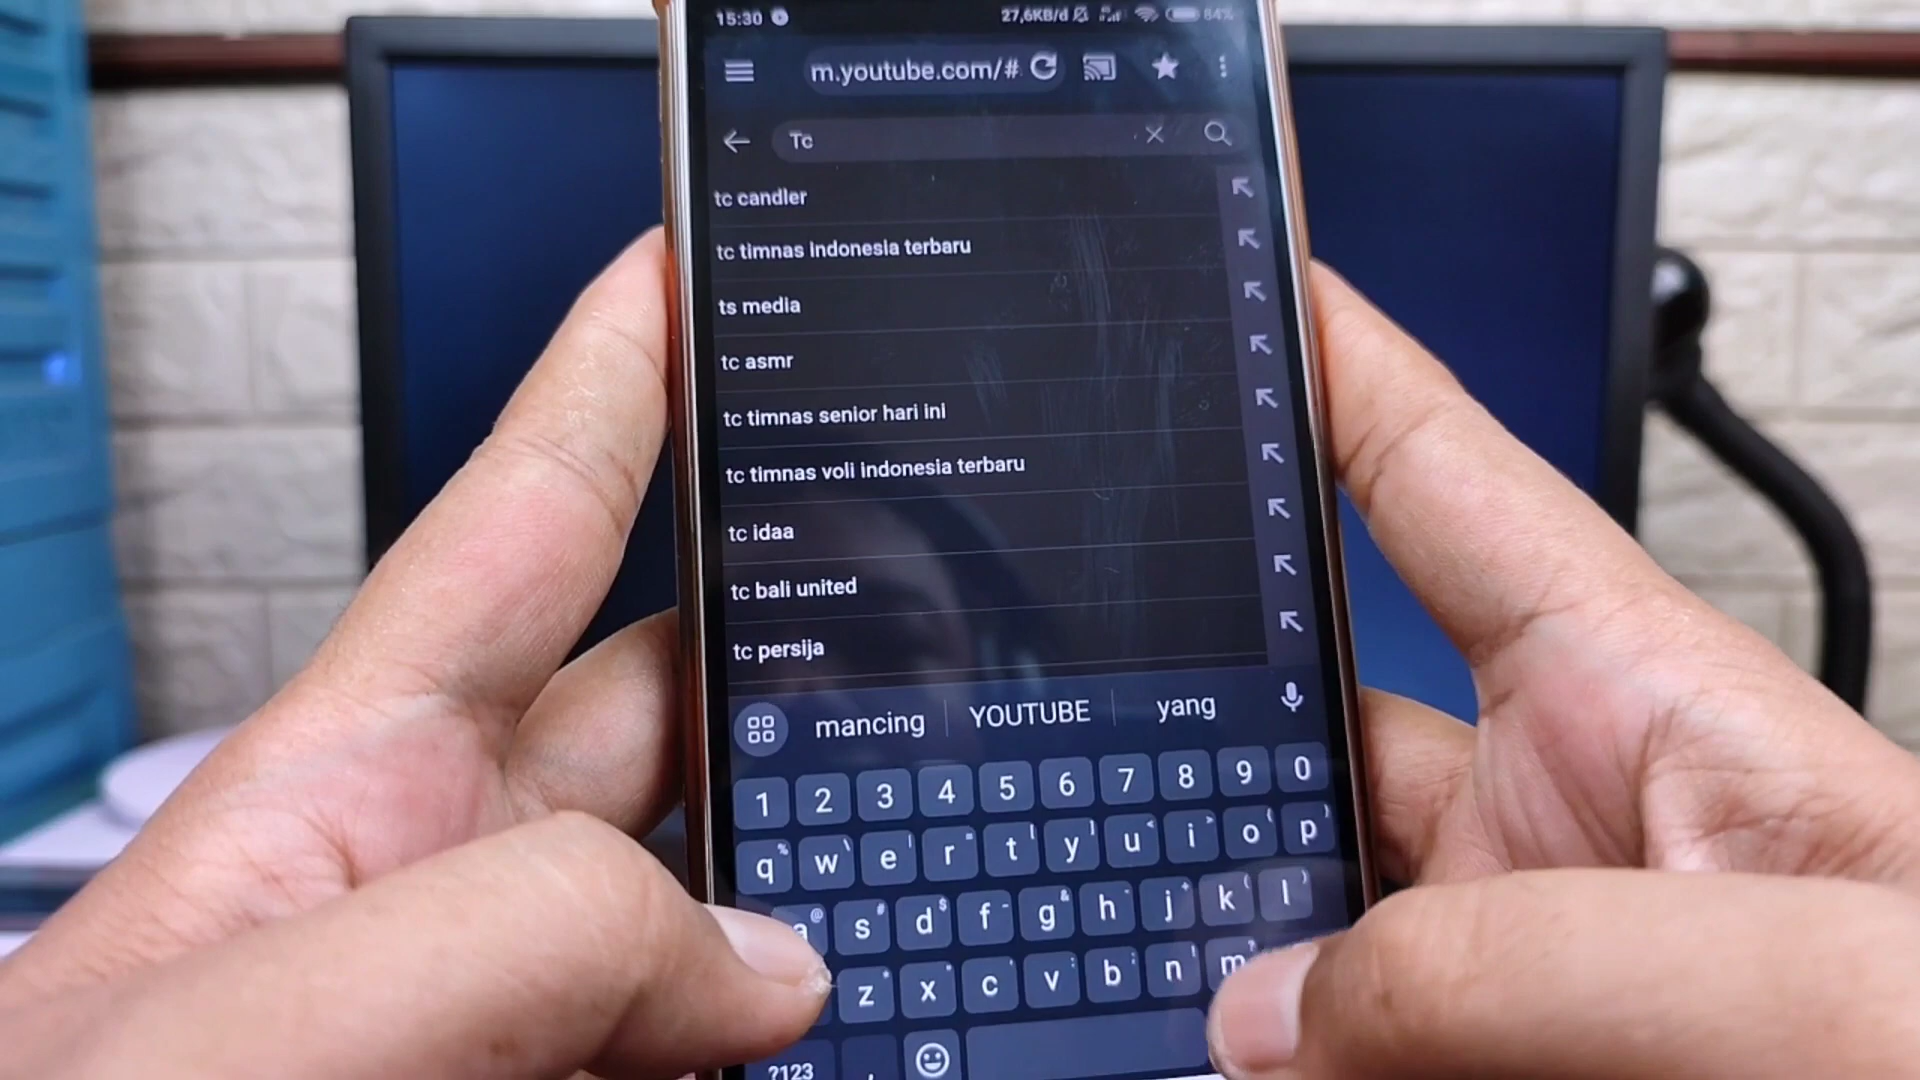 15:30 27,6KB/d 84%
m.youtube.com/#
Tc
tc candler
tc timnas indonesia terbaru
ts media
tc asmr
tc timnas senior hari ini
tc timnas voli indonesia terbaru
tc idaa
tc bali united
tc persija
mancing YOUTUBE yang
1 2 3 4 5 6 7 8 9 0
q w e r t y u i o p
a s d f g h j k l
z x c v b n m
?123 ,